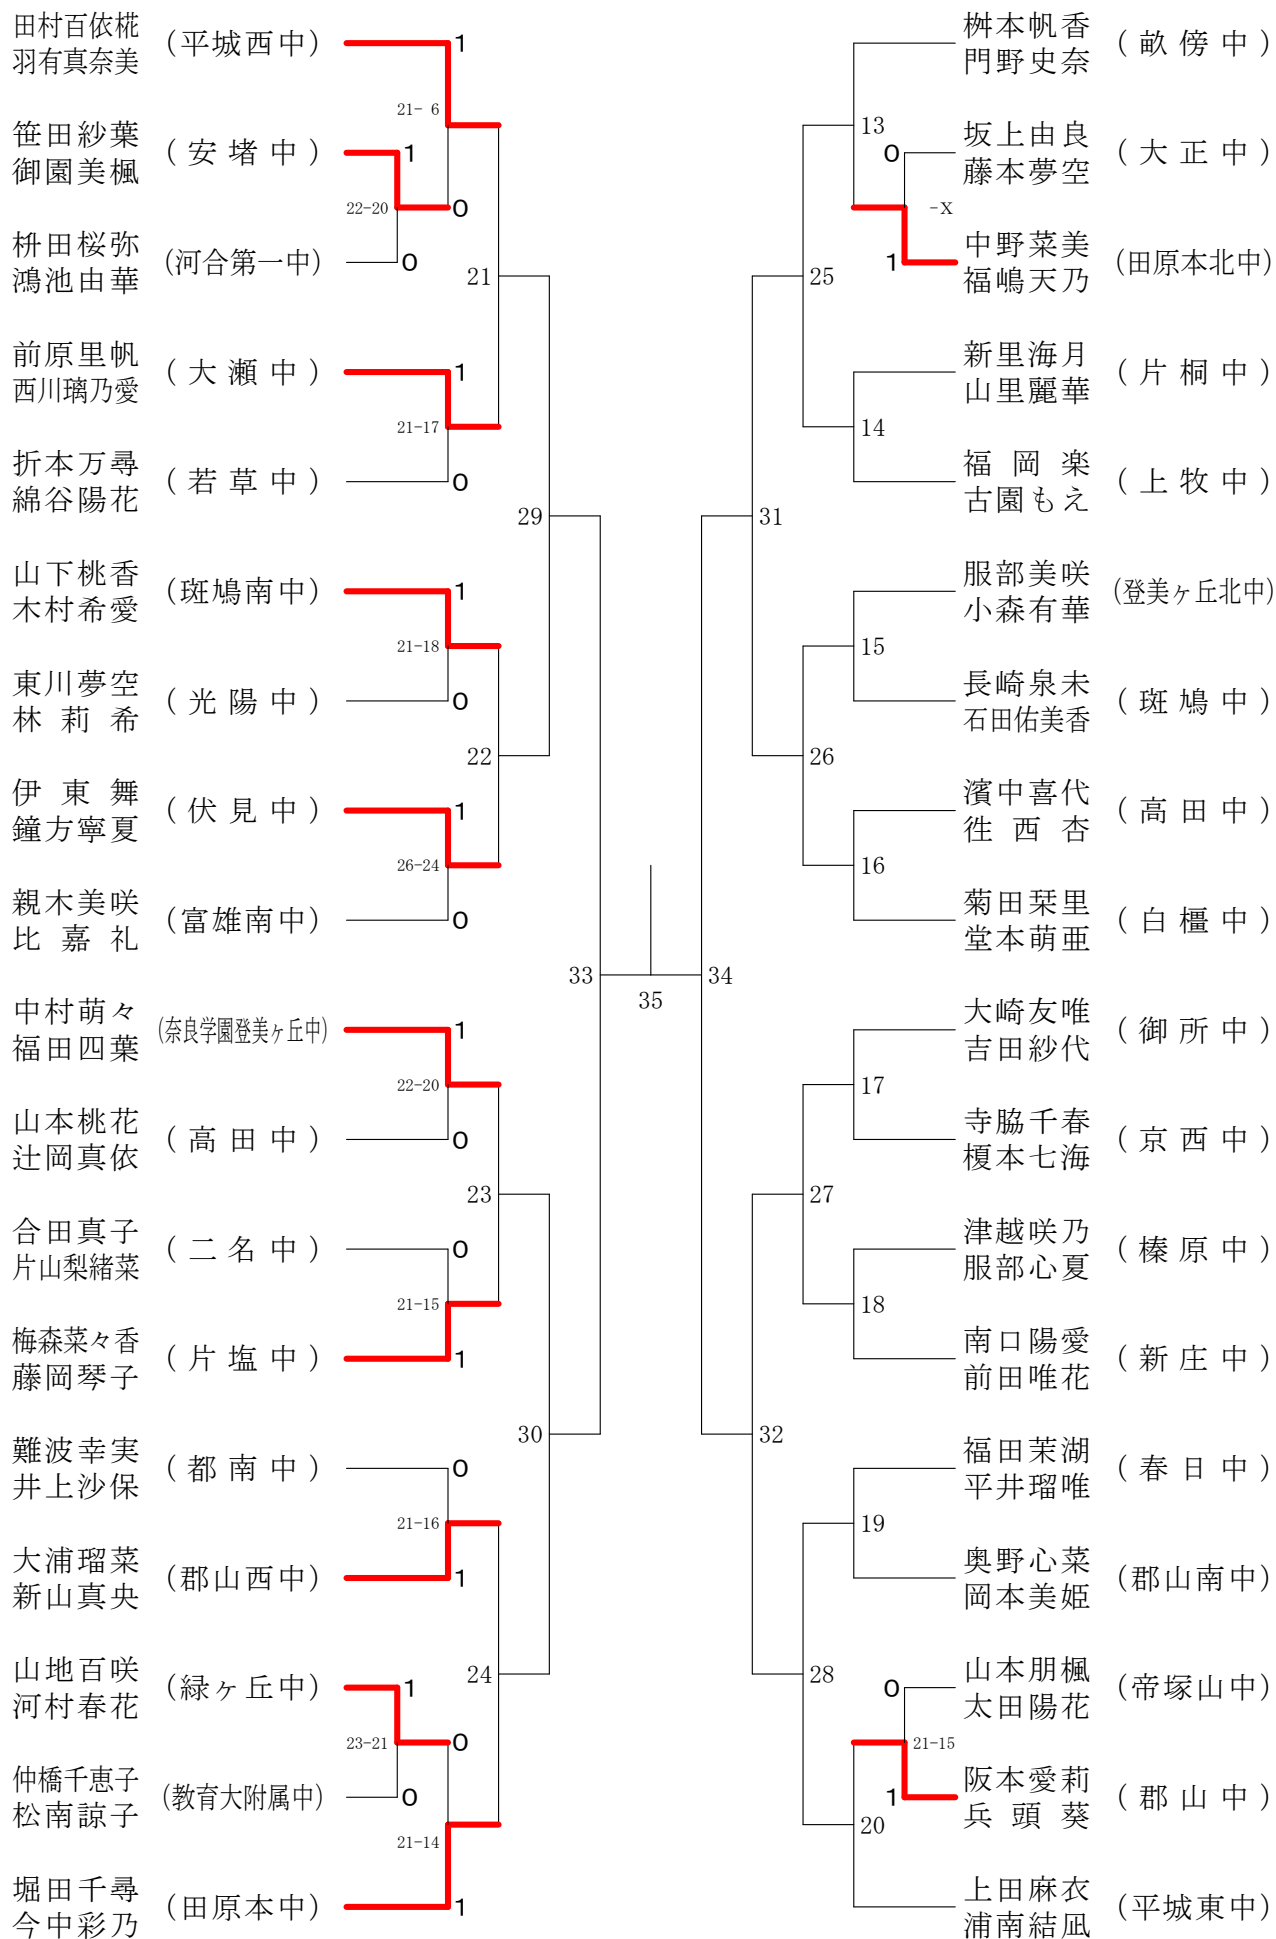 田村百依椛
羽有真奈美
(平城西中)
1
21- 6
笹田紗葉
御園美楓
(安堵中)
1
22-20
0
枡田桜弥
鴻池由華
(河合第一中)
0
21
前原里帆
西川璃乃愛
(大瀬中)
1
21-17
折本万尋
綿谷陽花
(若草中)
0
29
山下桃香
木村希愛
(斑鳩南中)
1
21-18
東川夢空
林莉希
(光陽中)
0
22
伊東舞
鐘方寧夏
(伏見中)
1
26-24
親木美咲
比嘉礼
(富雄南中)
0
33
35
34
中村萌々
福田四葉
(奈良学園登美ヶ丘中)
1
22-20
山本桃花
辻岡真依
(高田中)
0
23
合田真子
片山梨緒菜
(二名中)
0
21-15
梅森菜々香
藤岡琴子
(片塩中)
1
30
難波幸実
井上沙保
(都南中)
0
21-16
大浦瑠菜
新山真央
(郡山西中)
1
24
山地百咲
河村春花
(緑ヶ丘中)
1
23-21
0
仲橋千恵子
松南諒子
(教育大附属中)
0
21-14
堀田千尋
今中彩乃
(田原本中)
1
桝本帆香
門野史奈
(畝傍中)
13
坂上由良
藤本夢空
(大正中)
0
-X
中野菜美
福嶋天乃
(田原本北中)
1
25
新里海月
山里麗華
(片桐中)
14
福岡楽
古園もえ
(上牧中)
31
服部美咲
小森有華
(登美ヶ丘北中)
15
長崎泉未
石田佑美香
(斑鳩中)
26
濱中喜代
徃西杏
(高田中)
16
菊田栞里
堂本萌亜
(白橿中)
大崎友唯
吉田紗代
(御所中)
17
寺脇千春
榎本七海
(京西中)
27
津越咲乃
服部心夏
(榛原中)
18
南口陽愛
前田唯花
(新庄中)
32
福田茉湖
平井瑠唯
(春日中)
19
奥野心菜
岡本美姫
(郡山南中)
28
山本朋楓
太田陽花
(帝塚山中)
0
21-15
阪本愛莉
兵頭葵
(郡山中)
1
20
上田麻衣
浦南結凪
(平城東中)